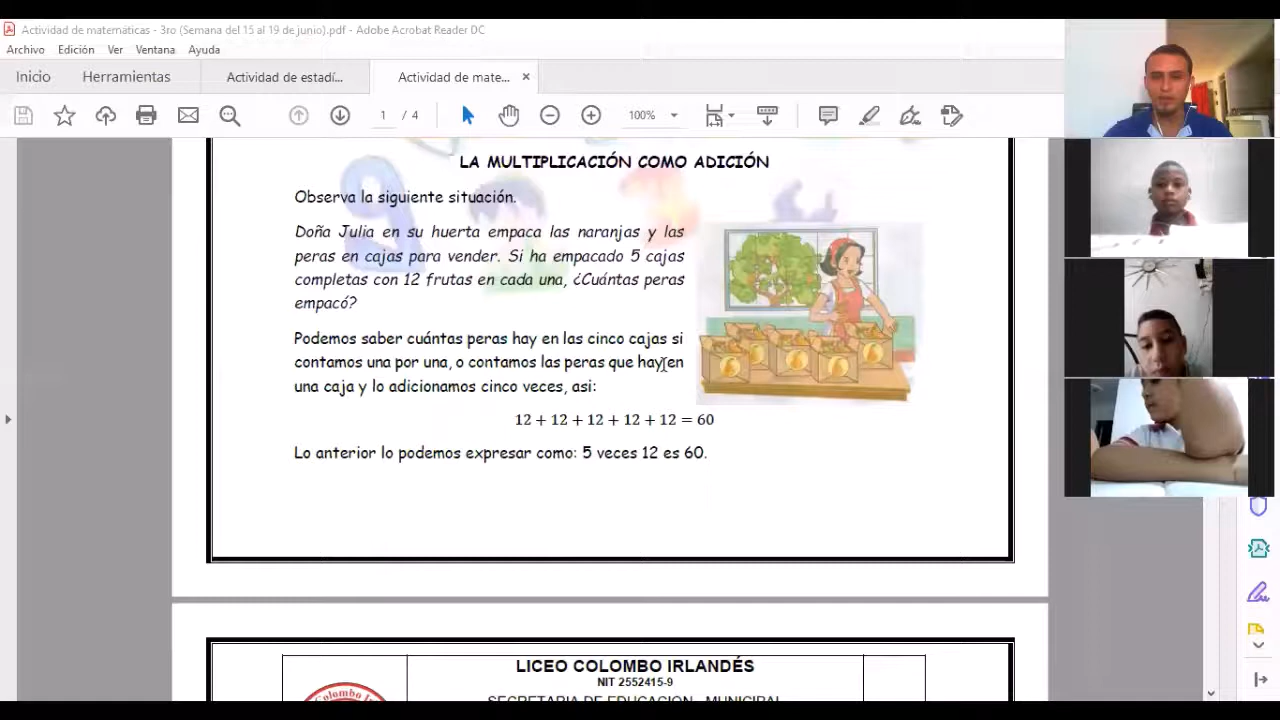 Actividad de matemáticas - 3ro (Semana del 15 al 19 de junio).pdf - Adobe Acrobat Reader DC
Archivo Edición Ver Ventana Ayuda
Inicio Herramientas Actividad de estadí... Actividad de mate... ×
1 / 4 100%
LA MULTIPLICACIÓN COMO ADICIÓN
Observa la siguiente situación.
Doña Julia en su huerta empaca las naranjas y las
peras en cajas para vender. Si ha empacado 5 cajas
completas con 12 frutas en cada una, ¿Cuántas peras
empacó?
Podemos saber cuántas peras hay en las cinco cajas si
contamos una por una, o contamos las peras que hay en
una caja y lo adicionamos cinco veces, asi:
12 + 12 + 12 + 12 + 12 = 60
Lo anterior lo podemos expresar como: 5 veces 12 es 60.
LICEO COLOMBO IRLANDÉS
NIT 2552415-9
SECRETARIA DE EDUCACION MUNICIPAL
Colombo